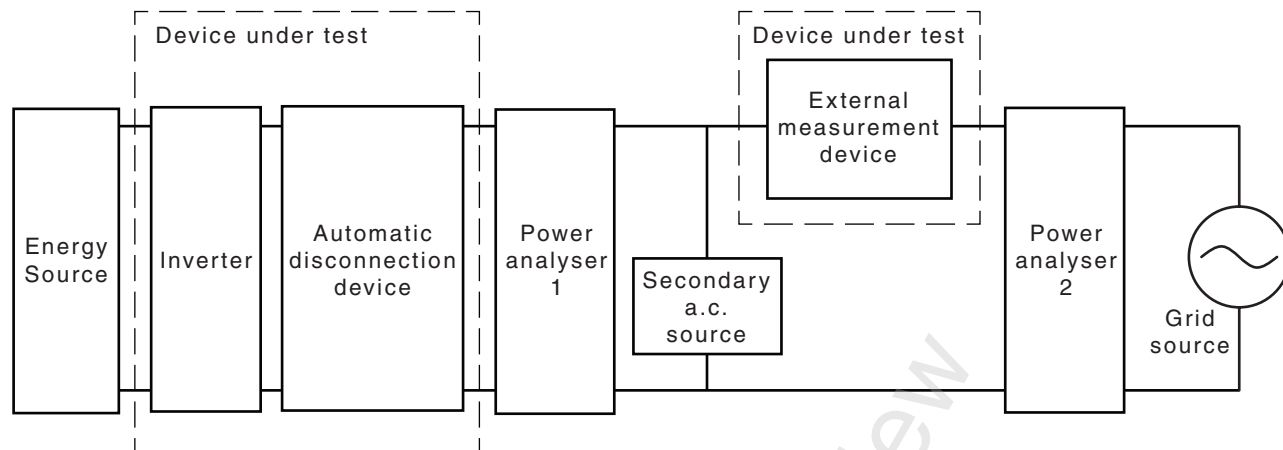 Device under test
Device under test
External
measurement
device
Energy
Source
Inverter
Automatic
disconnection
device
Power
analyser
1
Secondary
a.c.
source
Power
analyser
2
Grid
source